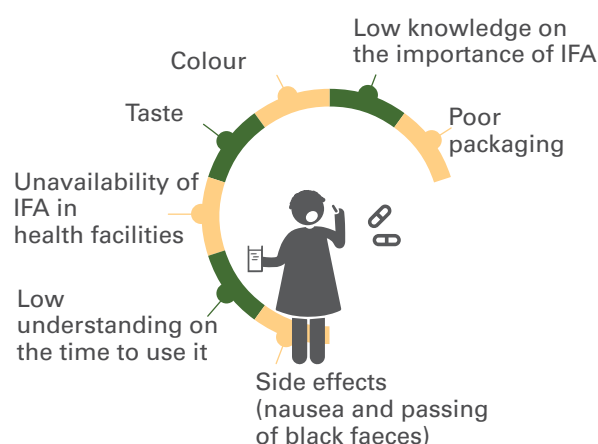 Low knowledge on
the importance of IFA
Colour
Taste
Poor
packaging
Unavailability of
IFA in
health facilities
Low
understanding on
the time to use it
Side effects
(nausea and passing
of black faeces)